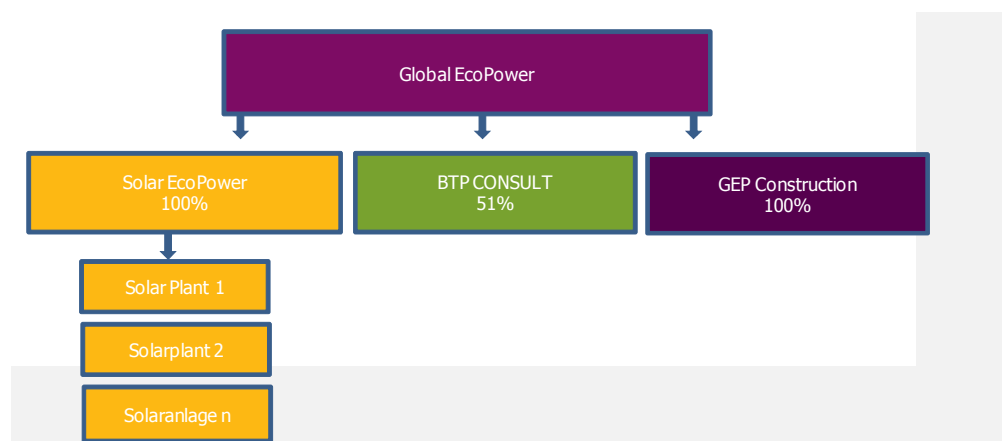 Global EcoPower
Solar EcoPower
100%
BTP CONSULT
51%
GEP Construction
100%
Solar Plant 1
Solarplant 2
Solaranlage n